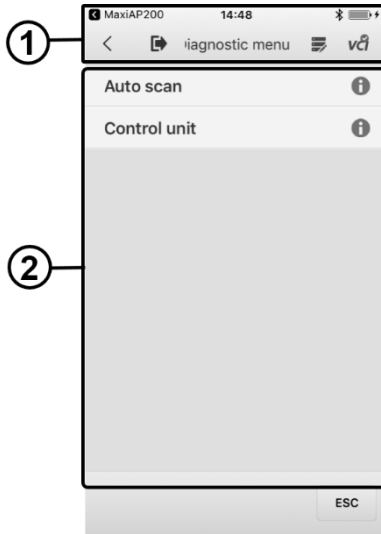 MaxiAP200 14:48
iagnostic menu vci
Auto scan
Control unit
ESC
1
2